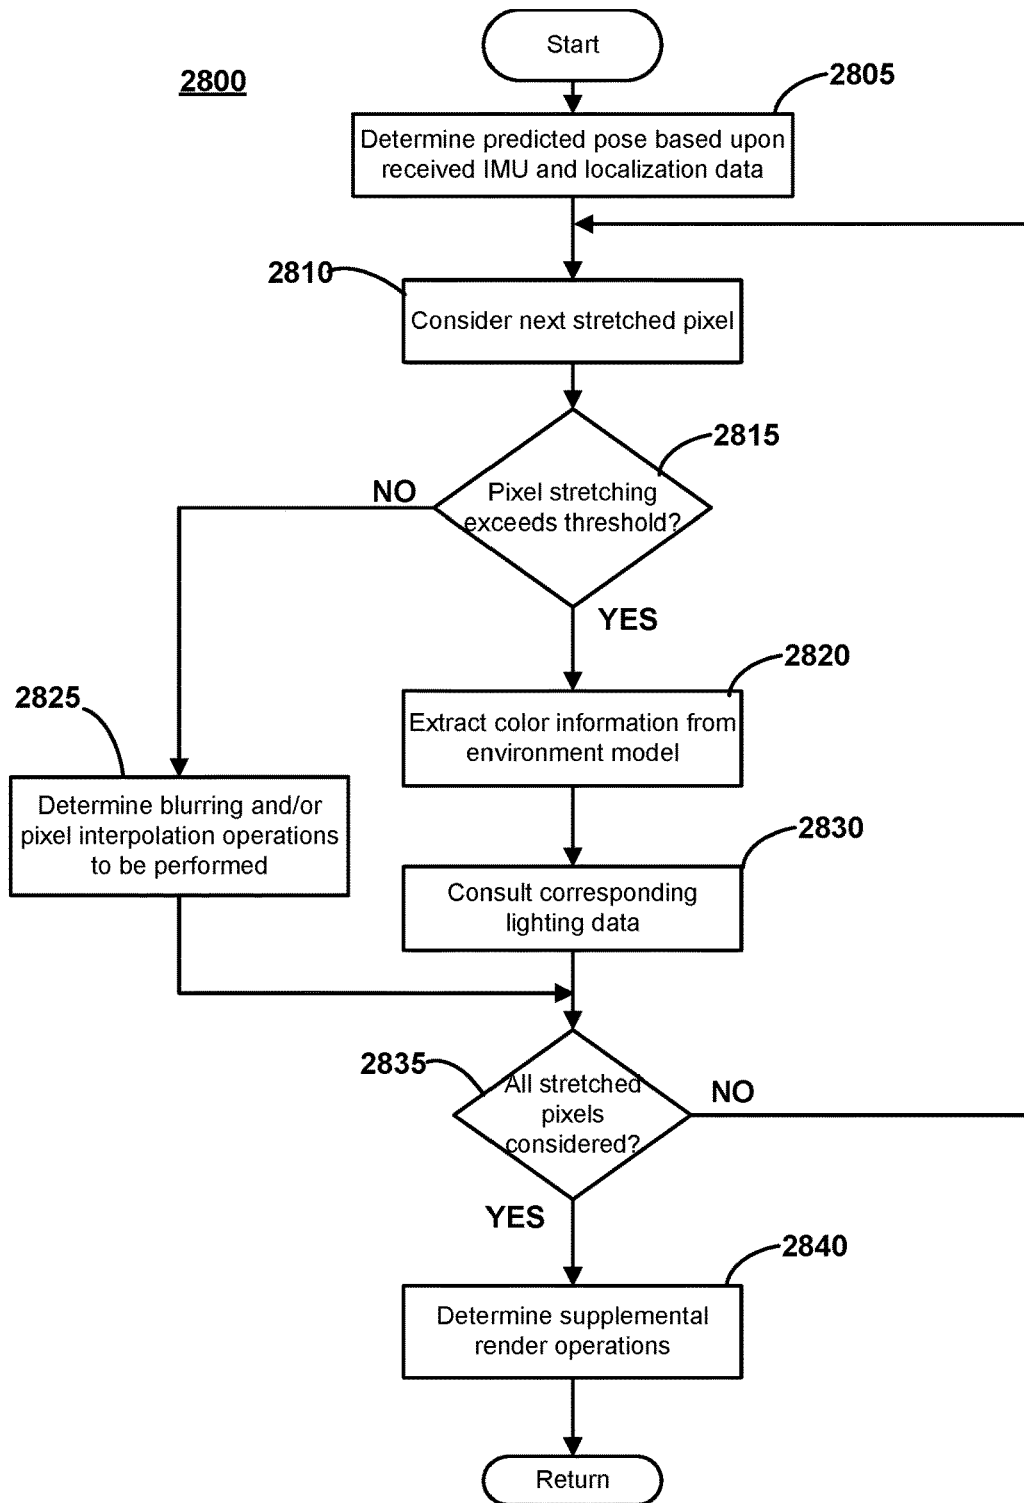 Start
2800
2805
Determine predicted pose based upon
received IMU and localization data
2810
Consider next stretched pixel
2815
NO
Pixel stretching
exceeds threshold?
YES
2820
2825
Extract color information from
environment model
Determine blurring and/or
pixel interpolation operations
to be performed
2830
Consult corresponding
lighting data
2835
All stretched
pixels
considered?
NO
YES
2840
Determine supplemental
render operations
Return